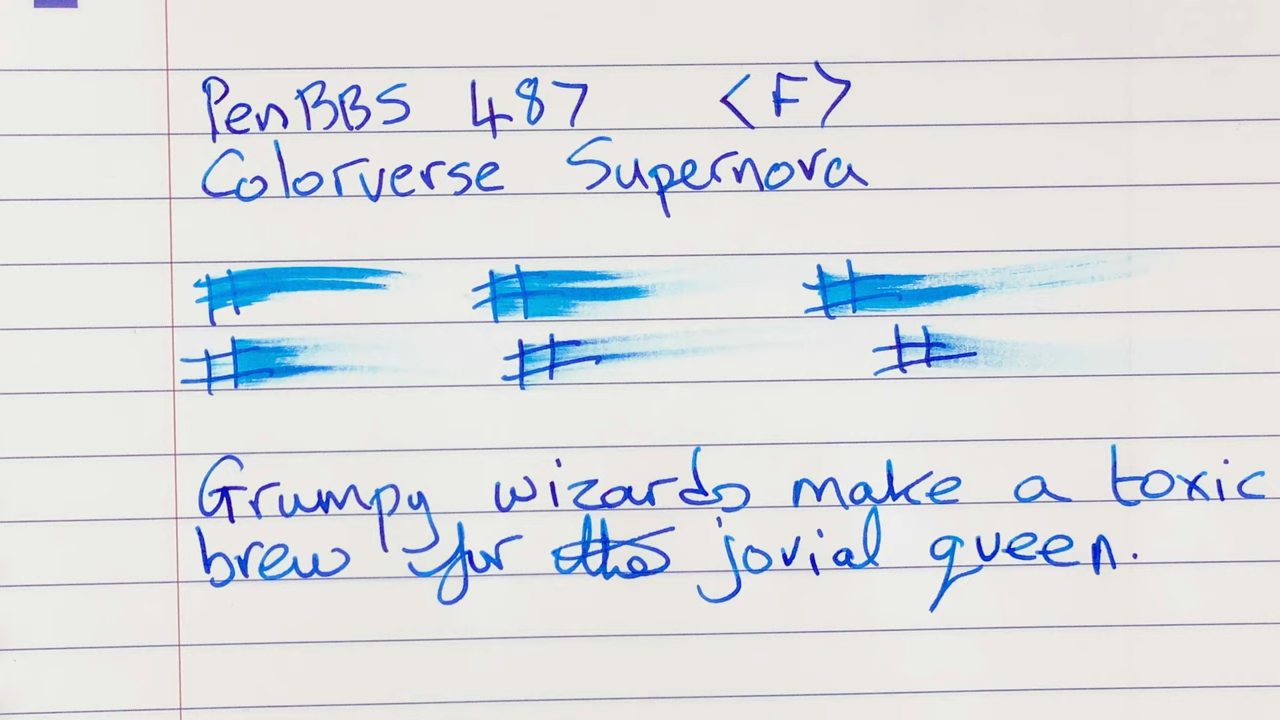 PenBBS 487 <F>
Colorverse Supernova
# # #
# # #
Grumpy wizards make a toxic
brew for the jovial queen.